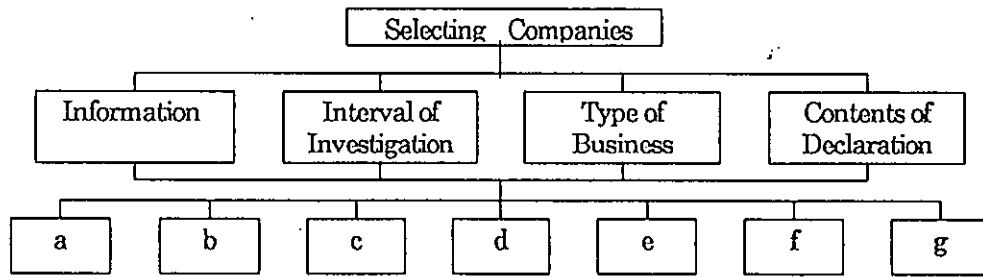 Selecting Companies
Information
Interval of
Investigation
Type of
Business
Contents of
Declaration
a
b
c
d
e
f
g